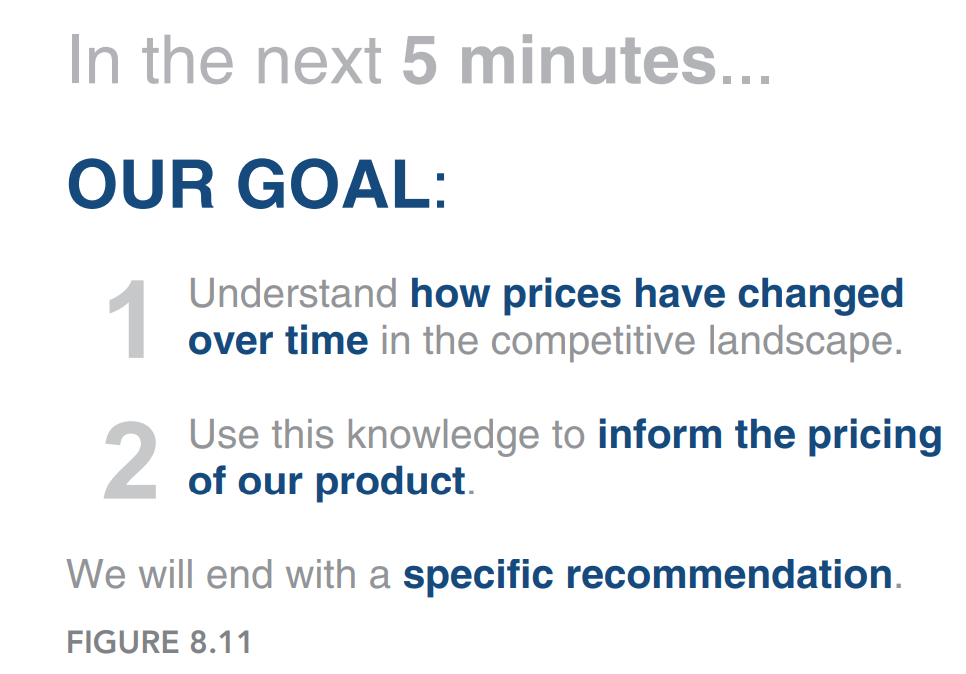 In the next 5 minutes...
OUR GOAL:
1 Understand how prices have changed
over time in the competitive landscape.
2 Use this knowledge to inform the pricing
of our product.
We will end with a specific recommendation.
FIGURE 8.11